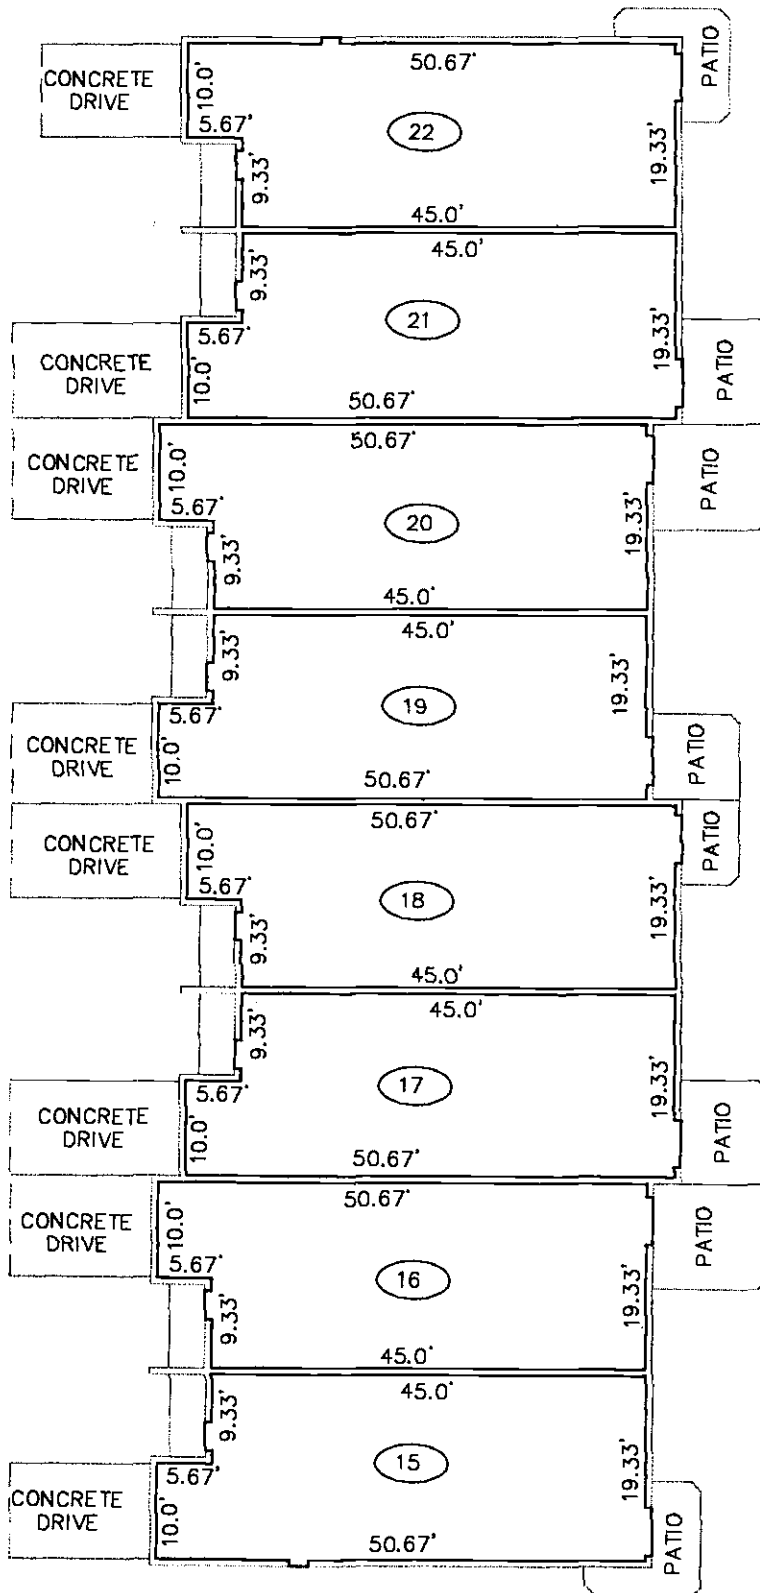 CONCRETE
DRIVE
10.0'
5.67'
9.33'
50.67'
22
45.0'
19.33'
PATIO
45.0'
9.33'
21
19.33'
5.67'
10.0'
50.67'
CONCRETE
DRIVE
PATIO
CONCRETE
DRIVE
10.0'
5.67'
9.33'
50.67'
20
45.0'
19.33'
PATIO
45.0'
9.33'
19
19.33'
5.67'
10.0'
50.67'
CONCRETE
DRIVE
PATIO
CONCRETE
DRIVE
10.0'
5.67'
9.33'
50.67'
18
45.0'
19.33'
PATIO
45.0'
9.33'
17
19.33'
5.67'
10.0'
50.67'
CONCRETE
DRIVE
PATIO
CONCRETE
DRIVE
10.0'
5.67'
9.33'
50.67'
16
45.0'
19.33'
PATIO
45.0'
9.33'
15
19.33'
5.67'
10.0'
50.67'
CONCRETE
DRIVE
PATIO